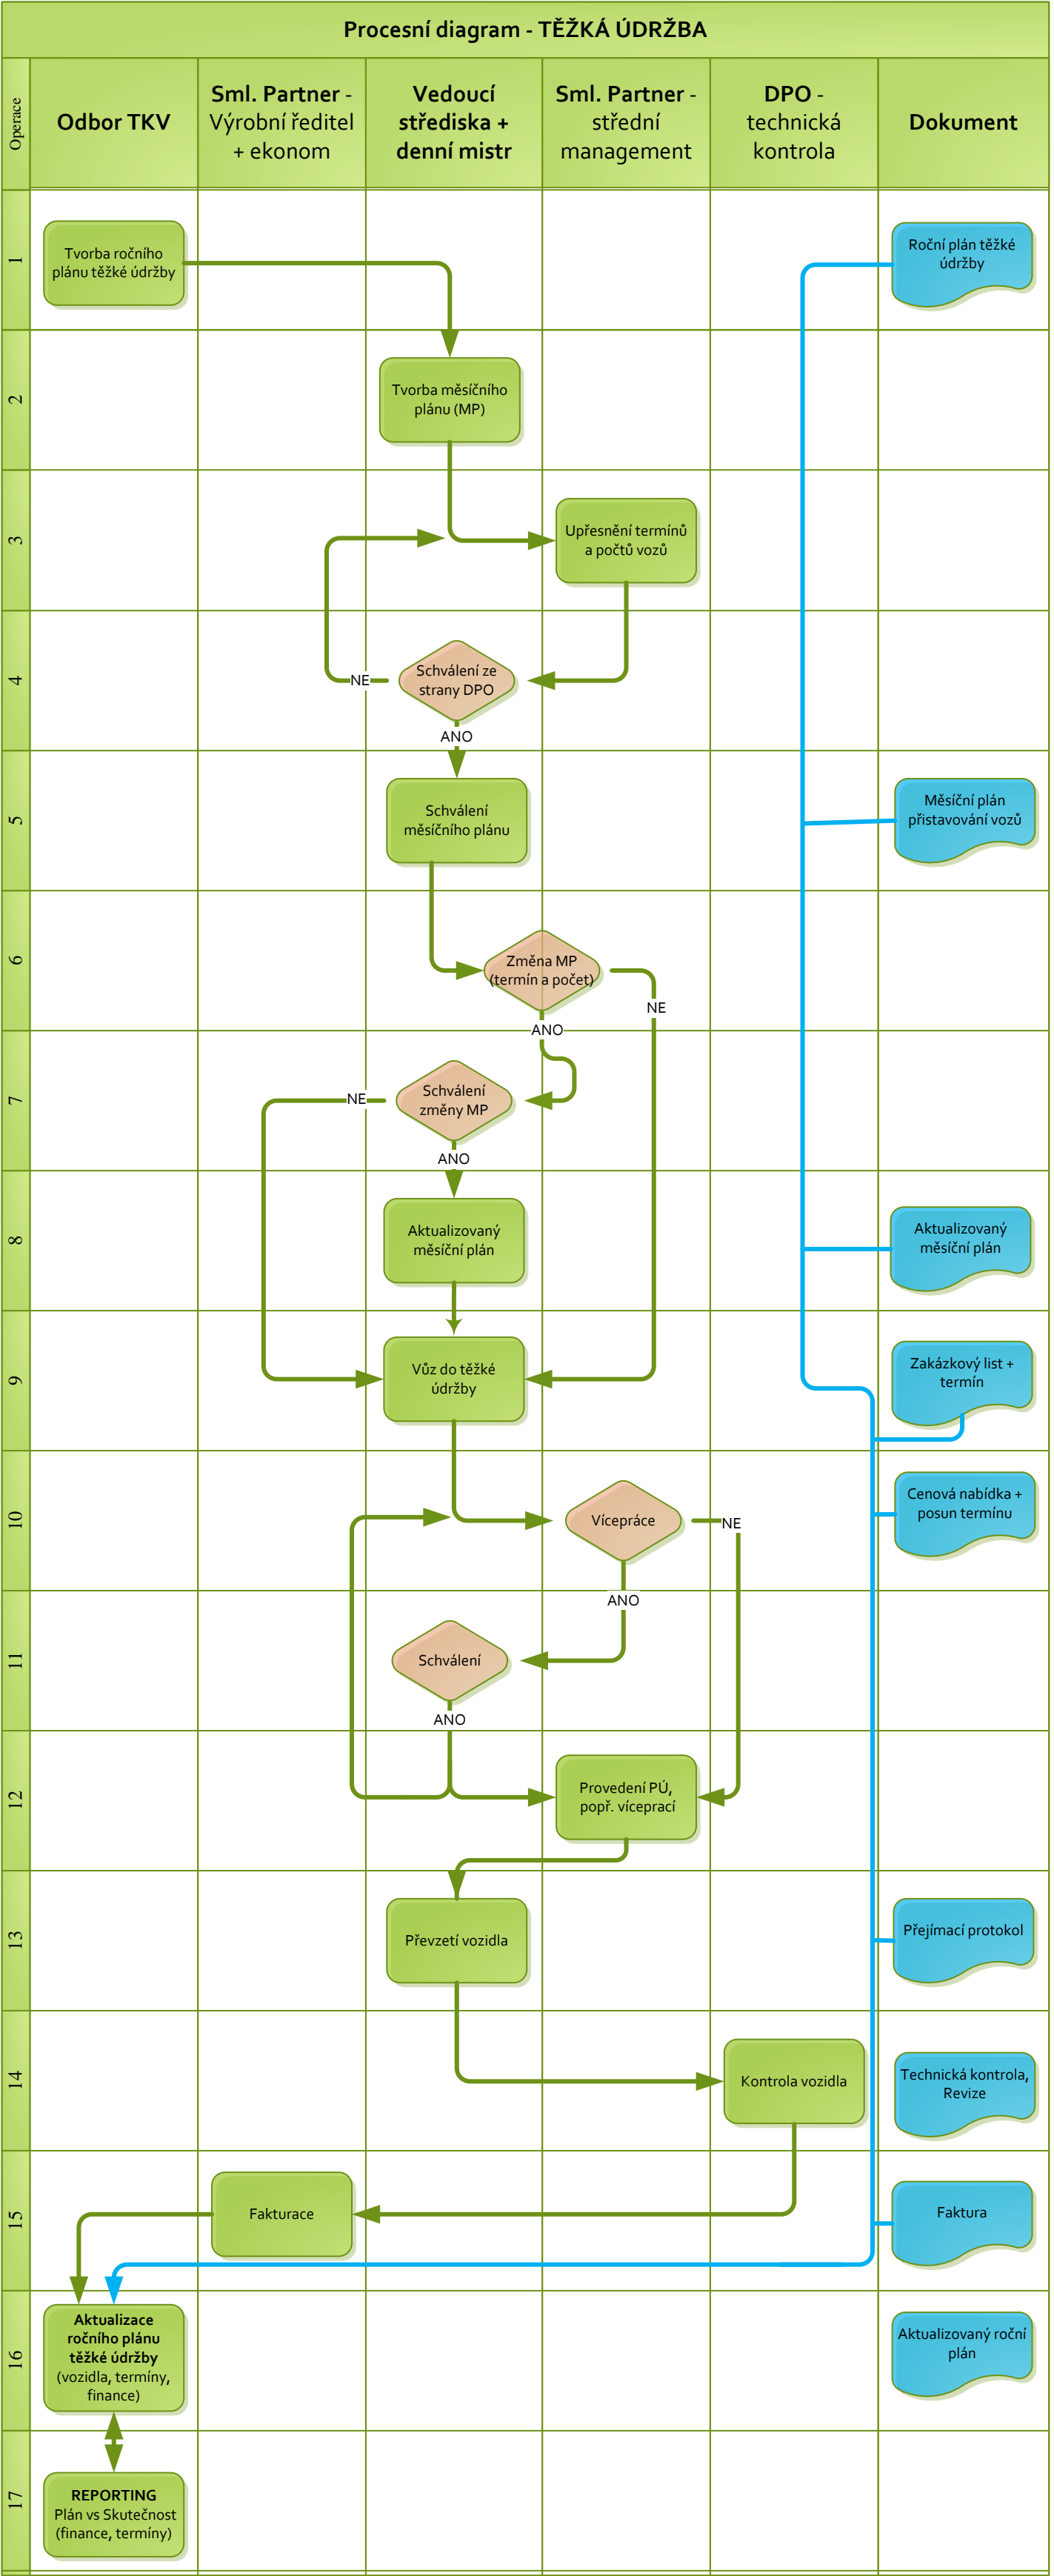 Procesní diagram - TĚŽKÁ ÚDRŽBA
Operace
Odbor TKV
Sml. Partner -
Výrobní ředitel
+ ekonom
Vedoucí
střediska +
denní mistr
Sml. Partner -
střední
management
DPO -
technická
kontrola
Dokument
1
Tvorba ročního
plánu těžké údržby
Roční plán těžké
údržby
2
Tvorba měsíčního
plánu (MP)
3
Upřesnění termínů
a počtů vozů
4
Schválení ze
strany DPO
NE
ANO
5
Schválení
měsíčního plánu
Měsíční plán
přistavování vozů
6
Změna MP
(termín a počet)
NE
ANO
7
Schválení
změny MP
NE
ANO
8
Aktualizovaný
měsíční plán
Aktualizovaný
měsíční plán
9
Vůz do těžké
údržby
Zakázkový list +
termín
10
Vícepráce
NE
Cenová nabídka +
posun termínu
ANO
11
Schválení
ANO
12
Provedení PÚ,
popř. víceprací
13
Převzetí vozidla
Přejímací protokol
14
Kontrola vozidla
Technická kontrola,
Revize
15
Fakturace
Faktura
16
Aktualizace
ročního plánu
těžké údržby
(vozidla, termíny,
finance)
Aktualizovaný roční
plán
17
REPORTING
Plán vs Skutečnost
(finance, termíny)